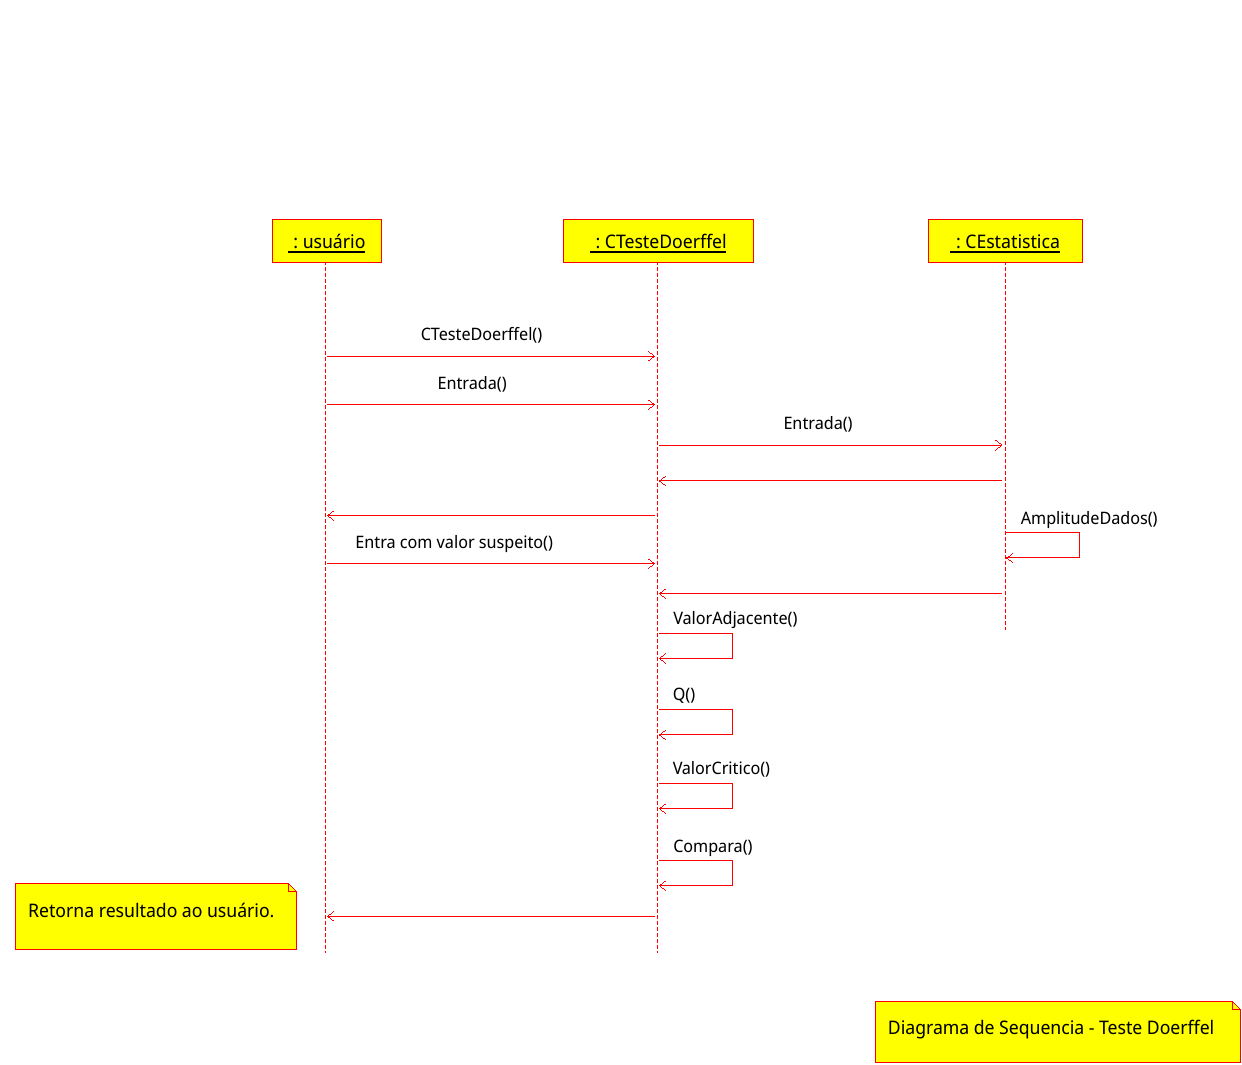 : usuário
: CTesteDoerffel
: CEstatistica
CTesteDoerffel()
Entrada()
Entrada()
AmplitudeDados()
Entra com valor suspeito()
ValorAdjacente()
Q()
ValorCritico()
Compara()
Retorna resultado ao usuário.
Diagrama de Sequencia - Teste Doerffel